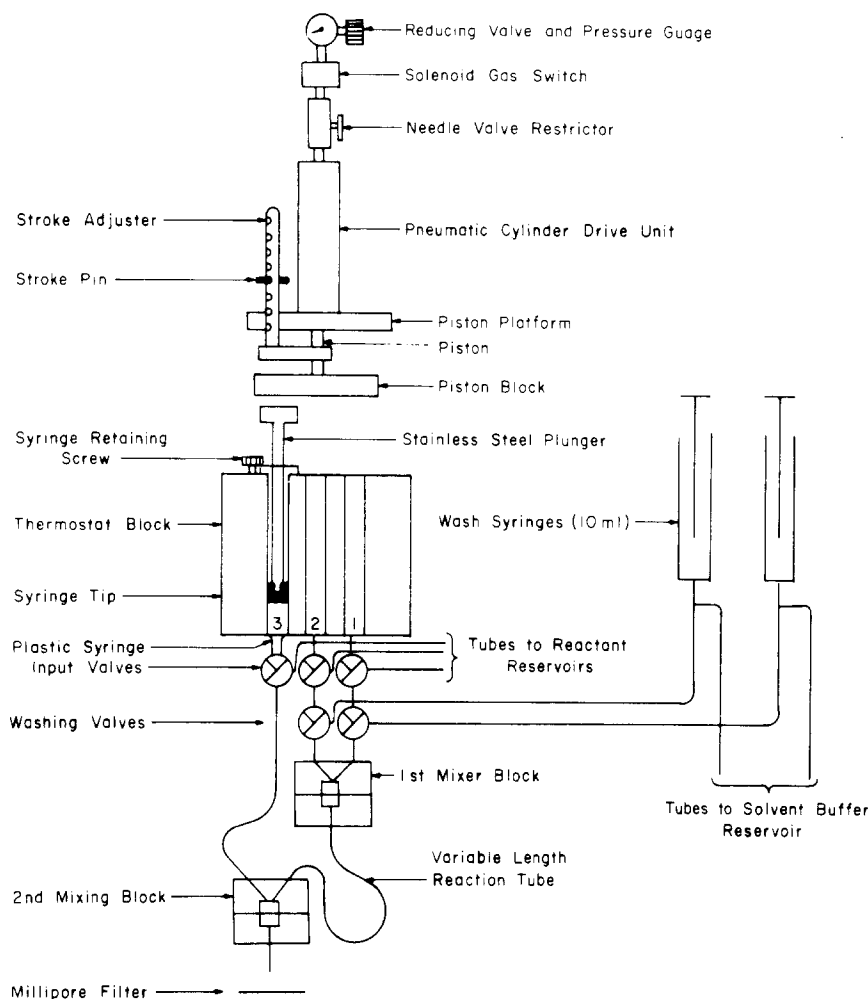 Reducing Valve and Pressure Guage
Solenoid Gas Switch
Needle Valve Restrictor
Stroke Adjuster
Pneumatic Cylinder Drive Unit
Stroke Pin
Piston Platform
Piston
Piston Block
Syringe Retaining
Screw
Stainless Steel Plunger
Thermostat Block
Wash Syringes (10ml)
Syringe Tip
3 2 1
Plastic Syringe
Input Valves
Tubes to Reactant
Reservoirs
Washing Valves
1st Mixer Block
Tubes to Solvent Buffer
Reservoir
Variable Length
Reaction Tube
2nd Mixing Block
Millipore Filter